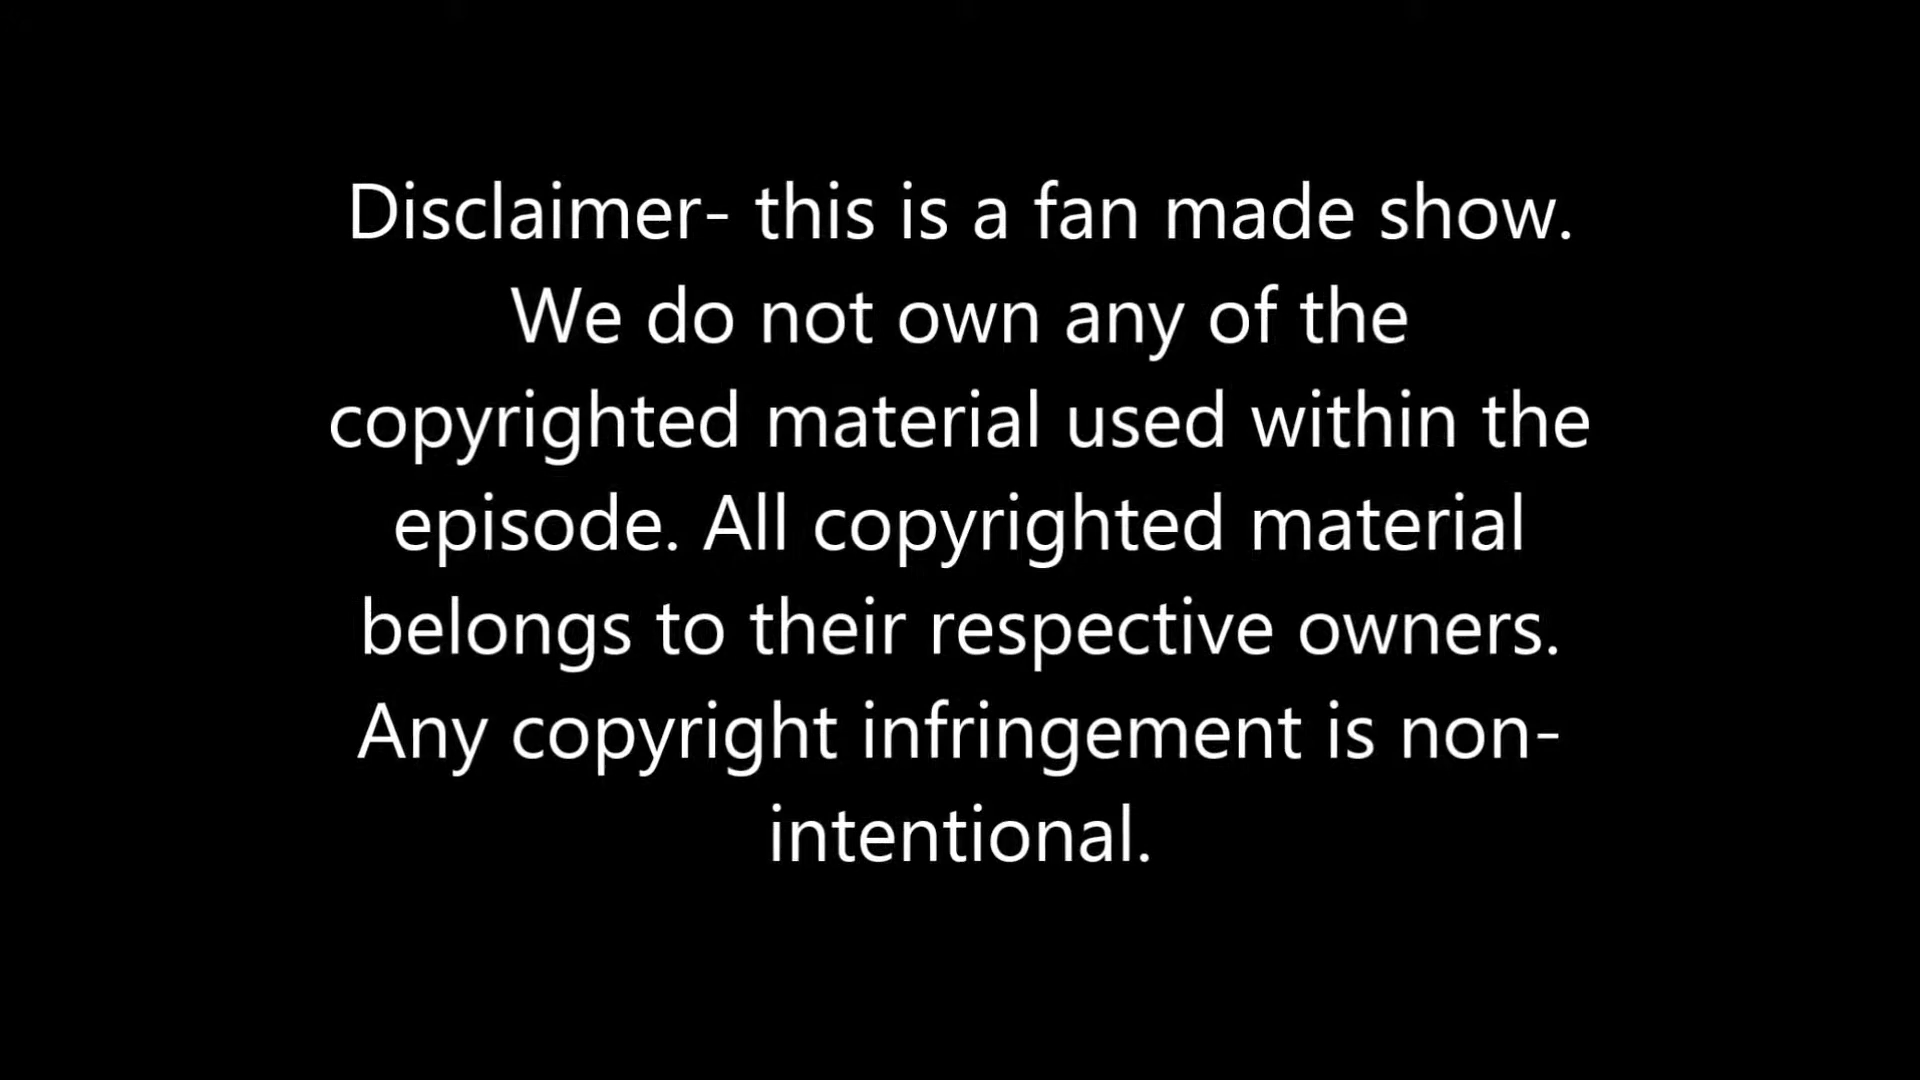 Disclaimer- this is a fan made show.
We do not own any of the
copyrighted material used within the
episode. All copyrighted material
belongs to their respective owners.
Any copyright infringement is non-
intentional.